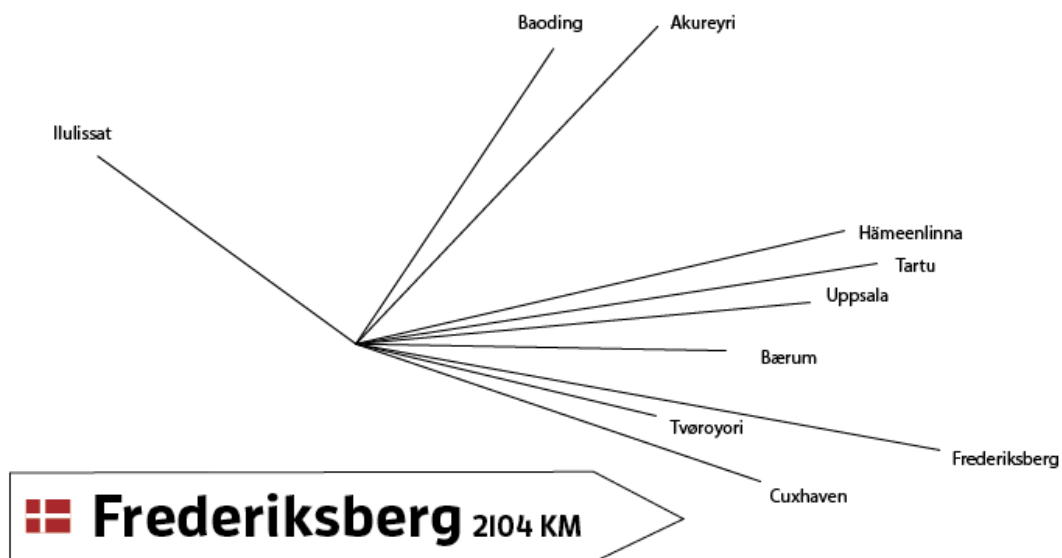 Baoding
Akureyri
Ilulissat
Hämeenlinna
Tartu
Uppsala
Bærum
Tvøroyori
Frederiksberg
Cuxhaven
Frederiksberg 2104 KM